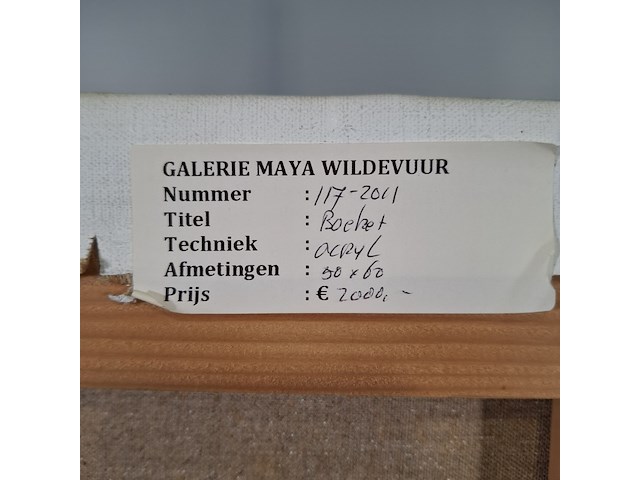 GALERIE MAYA WILDEVUUR
Nummer : 117-2011
Titel : Boeket
Techniek : acryl
Afmetingen : 50 x 60
Prijs : € 2000,-